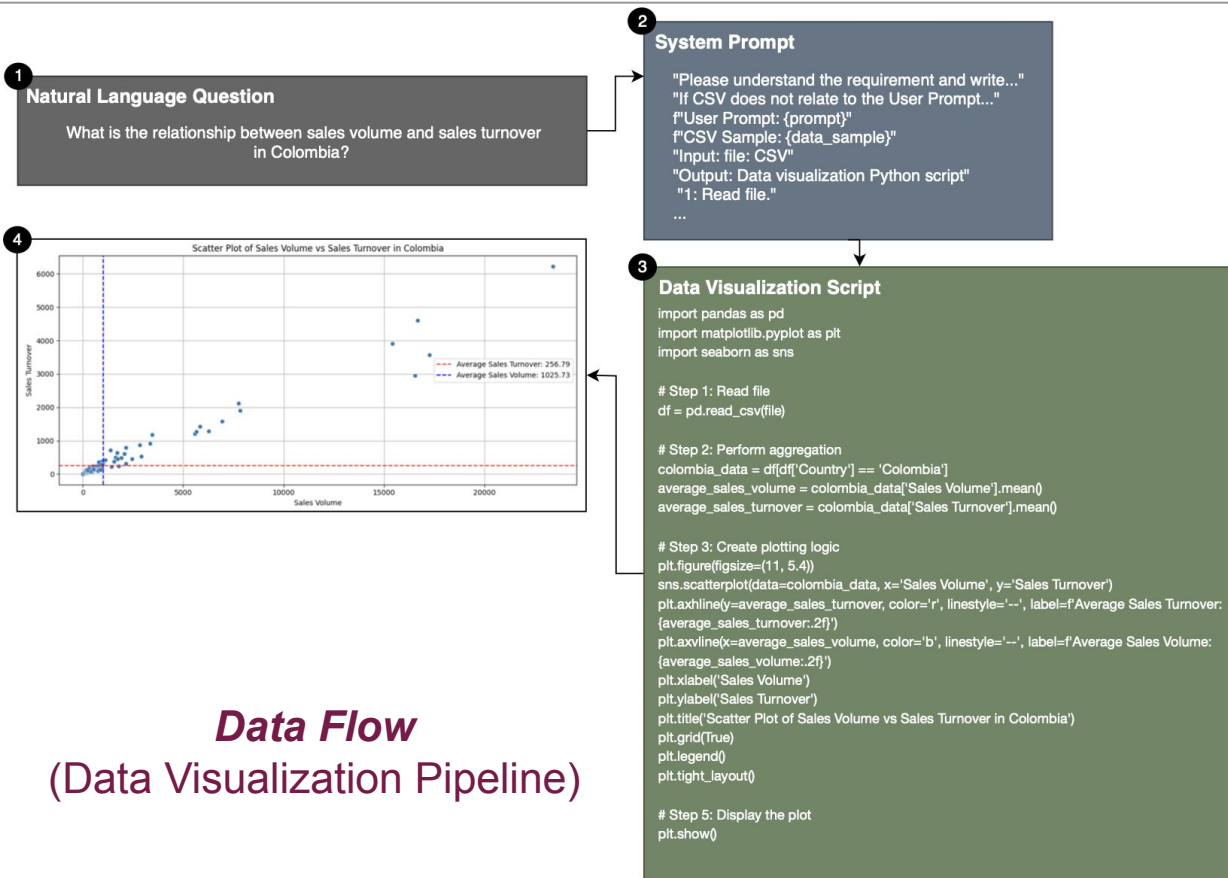 1
Natural Language Question
What is the relationship between sales volume and sales turnover
in Colombia?
2
System Prompt
"Please understand the requirement and write..."
"If CSV does not relate to the User Prompt..."
f"User Prompt: {prompt}"
f"CSV Sample: {data_sample}"
"Input: file: CSV"
"Output: Data visualization Python script"
"1: Read file."
...
3
Data Visualization Script
import pandas as pd
import matplotlib.pyplot as plt
import seaborn as sns
# Step 1: Read file
df = pd.read_csv(file)
# Step 2: Perform aggregation
colombia_data = df[df['Country'] == 'Colombia']
average_sales_volume = colombia_data['Sales Volume'].mean()
average_sales_turnover = colombia_data['Sales Turnover'].mean()
# Step 3: Create plotting logic
plt.figure(figsize=(11, 5.4))
sns.scatterplot(data=colombia_data, x='Sales Volume', y='Sales Turnover')
plt.axhline(y=average_sales_turnover, color='r', linestyle='--', label=f'Average Sales Turnover:
{average_sales_turnover:.2f}')
plt.axvline(x=average_sales_volume, color='b', linestyle='--', label=f'Average Sales Volume:
{average_sales_volume:.2f}')
plt.xlabel('Sales Volume')
plt.ylabel('Sales Turnover')
plt.title('Scatter Plot of Sales Volume vs Sales Turnover in Colombia')
plt.grid(True)
plt.legend()
plt.tight_layout()
# Step 5: Display the plot
plt.show()
4
Scatter Plot of Sales Volume vs Sales Turnover in Colombia
Sales Turnover
6000
5000
4000
3000
2000
1000
0
Average Sales Turnover: 256.79
Average Sales Volume: 1025.73
0 5000 10000 15000 20000
Sales Volume
Data Flow
(Data Visualization Pipeline)